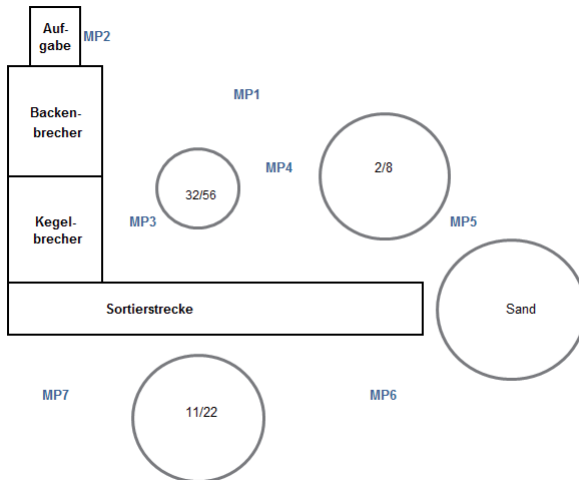 Auf-
gabe
MP2
Backen-
brecher
MP1
MP4
2/8
32/56
Kegel-
brecher
MP3
MP5
Sortierstrecke
Sand
MP7
11/22
MP6